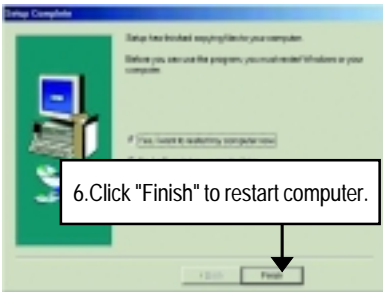 Setup Complete
Setup has finished copying files to your computer.
Before you can use the program, you must restart Windows or your
computer.
Yes, I want to restart my computer now.
6.Click "Finish" to restart computer.
< Back
Finish